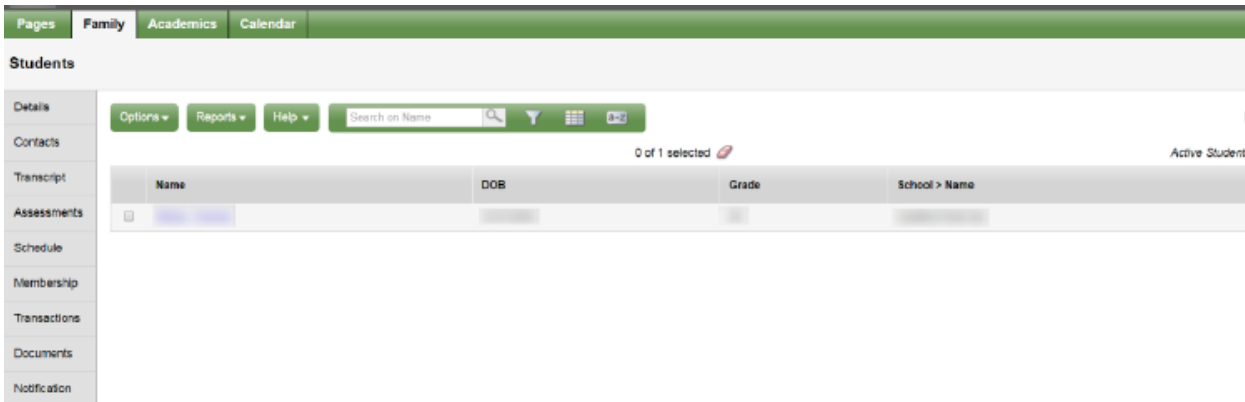 Pages Family Academics Calendar
Students
Details
Contacts
Transcript
Assessments
Schedule
Membership
Transactions
Documents
Notification
Options Reports Help Search on Name a-z
0 of 1 selected Active Student
Name DOB Grade School > Name